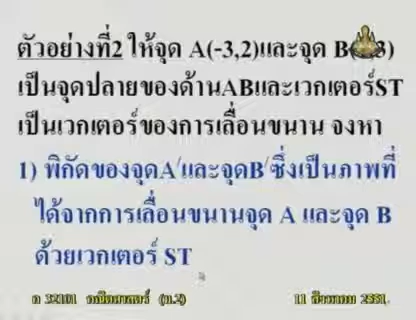 ตัวอย่างที่2 ให้จุด A(-3,2)และจุด B( 3)
เป็นจุดปลายของด้านABและเวกเตอร์ST
เป็นเวกเตอร์ของการเลื่อนขนาน จงหา
1) พิกัดของจุดA/และจุดB/ซึ่งเป็นภาพที่
ได้จากการเลื่อนขนานจุด A และจุด B
ด้วยเวกเตอร์ ST
ค 32101 คณิตศาสตร์ (ม.2)
11 สิงหาคม 2551